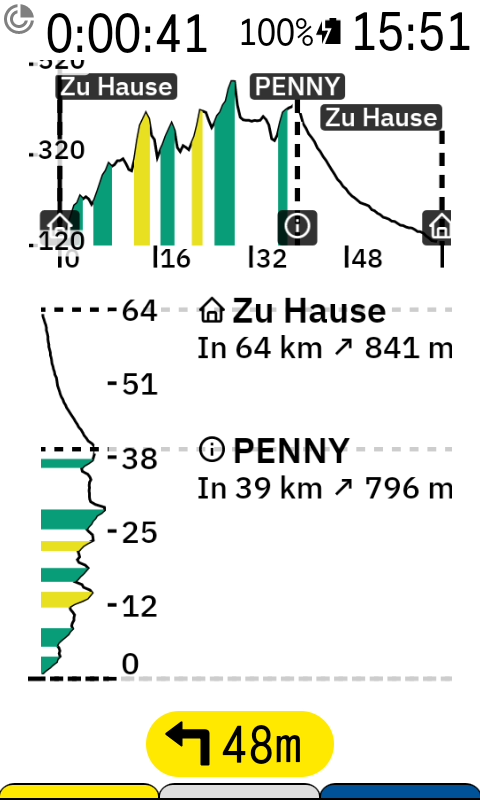 0:00:41 100% 15:51
520
Zu Hause PENNY
Zu Hause
320
120
0 16 32 48
64 Zu Hause
In 64 km ↗ 841 m
51
PENNY
38
In 39 km ↗ 796 m
25
12
0
48m